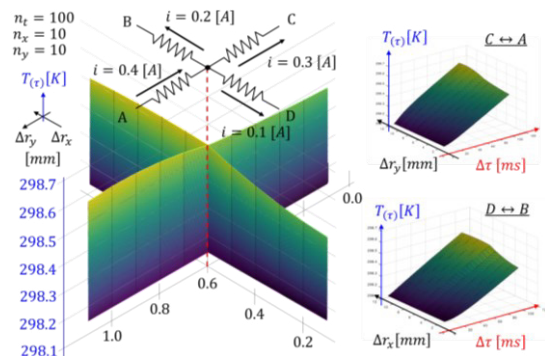 n_t = 100
n_x = 10
n_y = 10
T_(τ) [K]
Δr_y Δr_x
[mm]
B
i = 0.2 [A]
C
i = 0.4 [A]
i = 0.3 [A]
A
D
i = 0.1 [A]
298.7
298.6
298.5
298.4
298.3
298.2
298.1
1.0
0.8
0.6
0.4
0.2
0.0
C ↔ A
T_(τ)[K]
Δr_y[mm]
Δτ [ms]
D ↔ B
T_(τ)[K]
Δr_x[mm]
Δτ [ms]